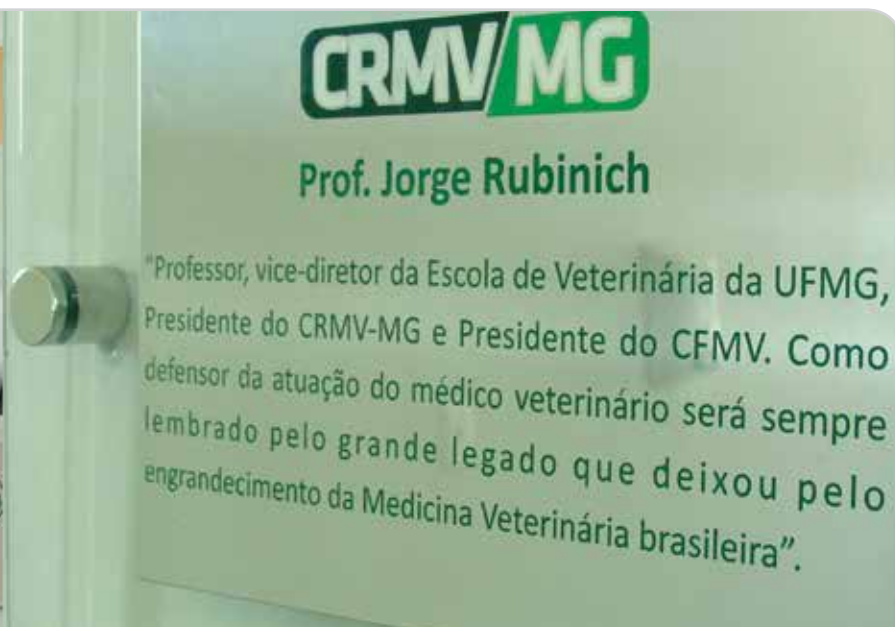 CRMV/MG
Prof. Jorge Rubinich
"Professor, vice-diretor da Escola de Veterinária da UFMG,
Presidente do CRMV-MG e Presidente do CFMV. Como
defensor da atuação do médico veterinário será sempre
lembrado pelo grande legado que deixou pelo
engrandecimento da Medicina Veterinária brasileira".